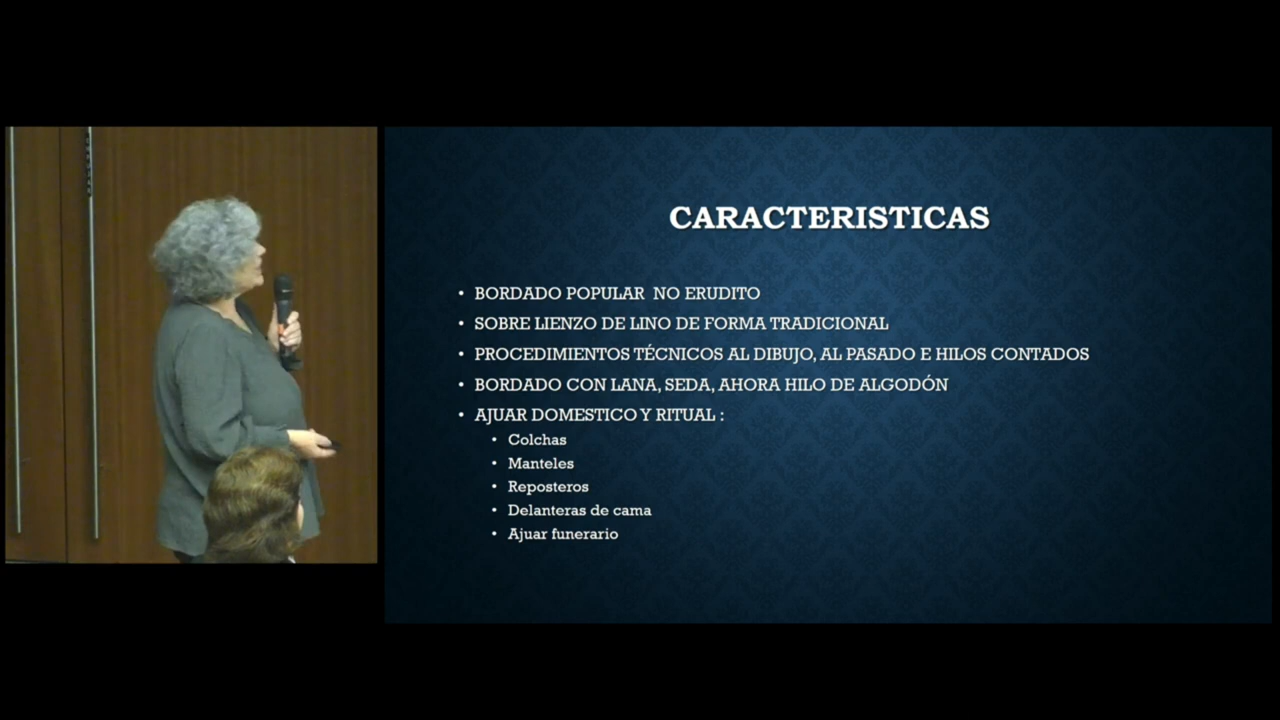 CARACTERISTICAS
• BORDADO POPULAR NO ERUDITO
• SOBRE LIENZO DE LINO DE FORMA TRADICIONAL
• PROCEDIMIENTOS TÉCNICOS AL DIBUJO, AL PASADO E HILOS CONTADOS
• BORDADO CON LANA, SEDA, AHORA HILO DE ALGODÓN
• AJUAR DOMESTICO Y RITUAL :
• Colchas
• Manteles
• Reposteros
• Delanteras de cama
• Ajuar funerario